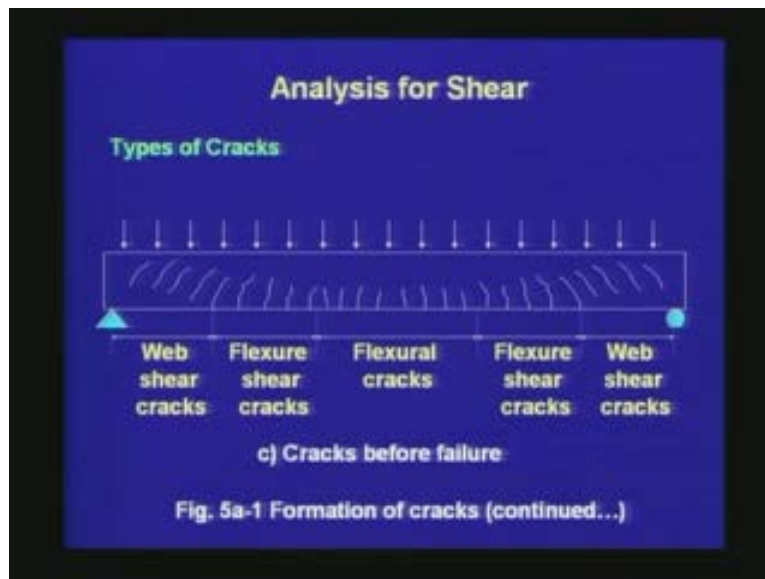 Analysis for Shear
Types of Cracks
Web shear cracks
Flexure shear cracks
Flexural cracks
Flexure shear cracks
Web shear cracks
c) Cracks before failure
Fig. 5a-1 Formation of cracks (continued...)